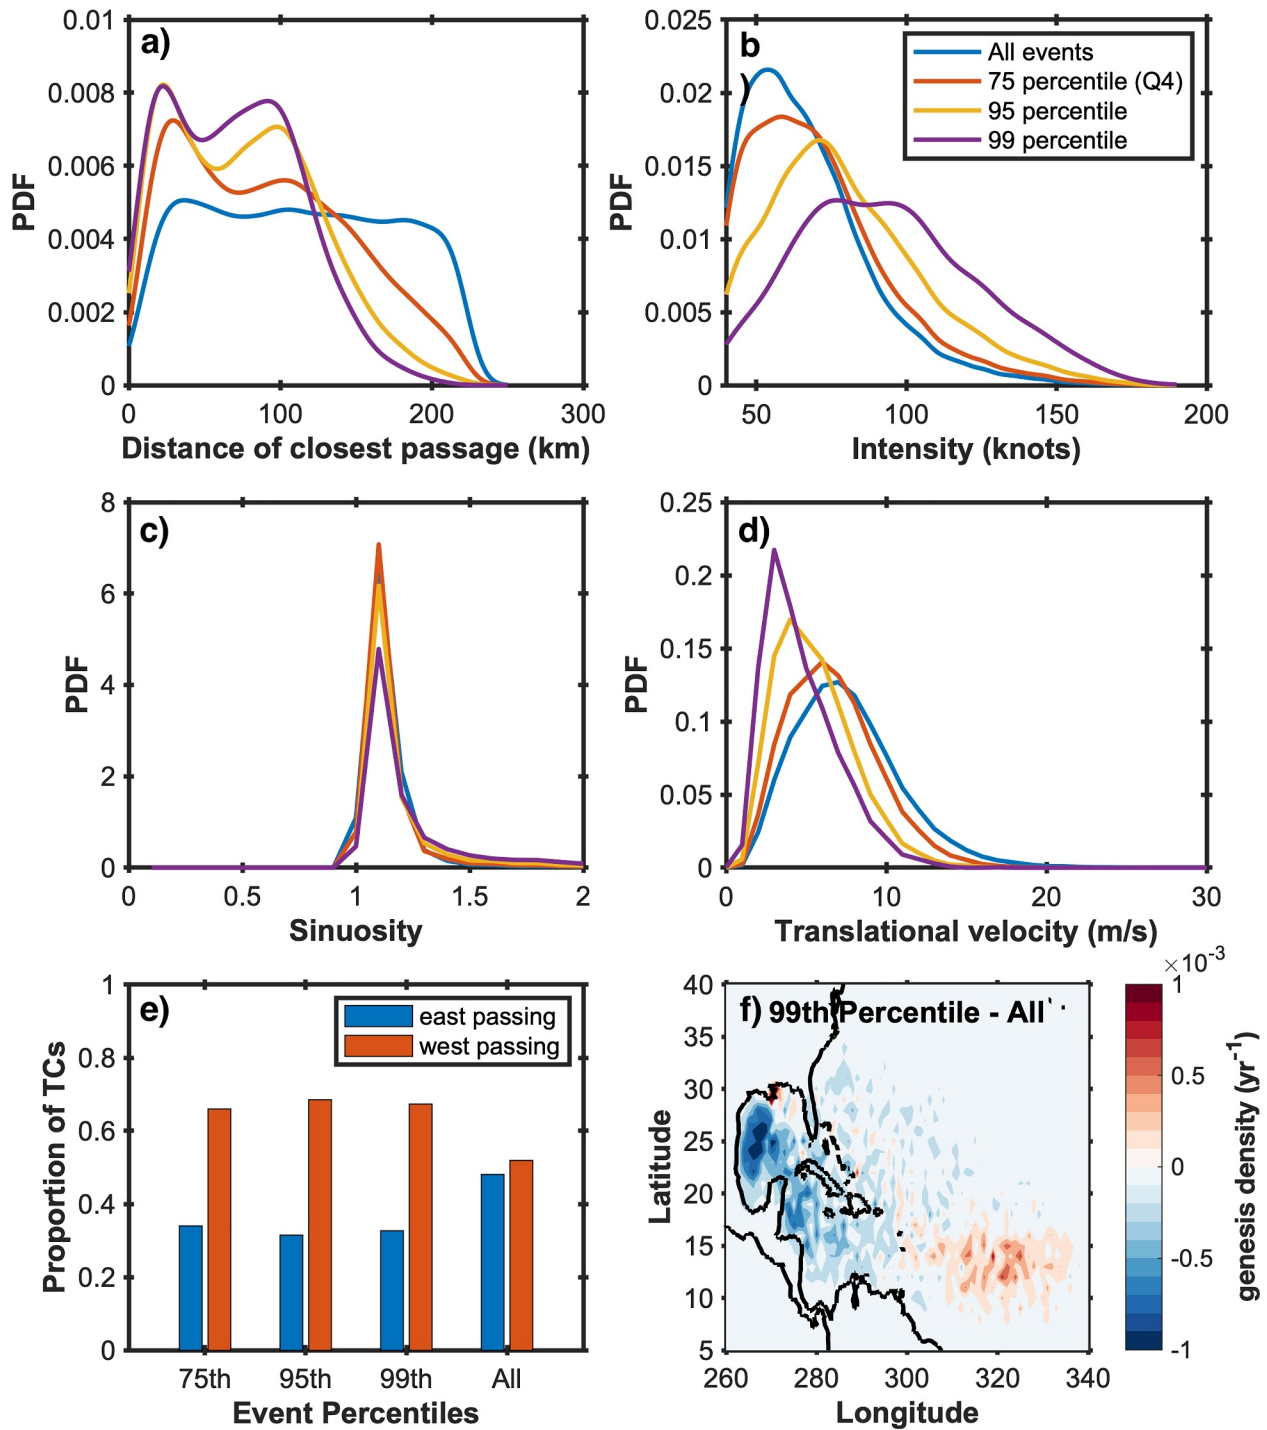 a)
0.01
0.008
0.006
0.004
0.002
0
PDF
0
100
200
300
Distance of closest passage (km)
b
)
All events
75 percentile (Q4)
95 percentile
99 percentile
0.025
0.02
0.015
0.01
0.005
0
PDF
50
100
150
200
Intensity (knots)
c)
8
6
4
2
0
PDF
0
0.5
1
1.5
2
Sinuosity
d)
0.25
0.2
0.15
0.1
0.05
0
PDF
0
10
20
30
Translational velocity (m/s)
e)
east passing
west passing
1
0.8
0.6
0.4
0.2
0
Proportion of TCs
75th
95th
99th
All
Event Percentiles
f) 99th Percentile - All
40
35
30
25
20
15
10
5
Latitude
260
280
300
320
340
Longitude
×10⁻³
1
0.5
0
-0.5
-1
genesis density (yr⁻¹)